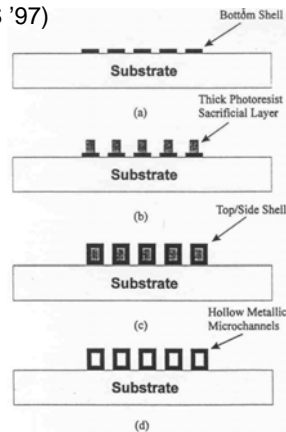 '97)
Bottom Shell
Substrate
(a)
Thick Photoresist
Sacrificial Layer
Substrate
(b)
Top/Side Shell
Substrate
(c)
Hollow Metallic
Microchannels
Substrate
(d)